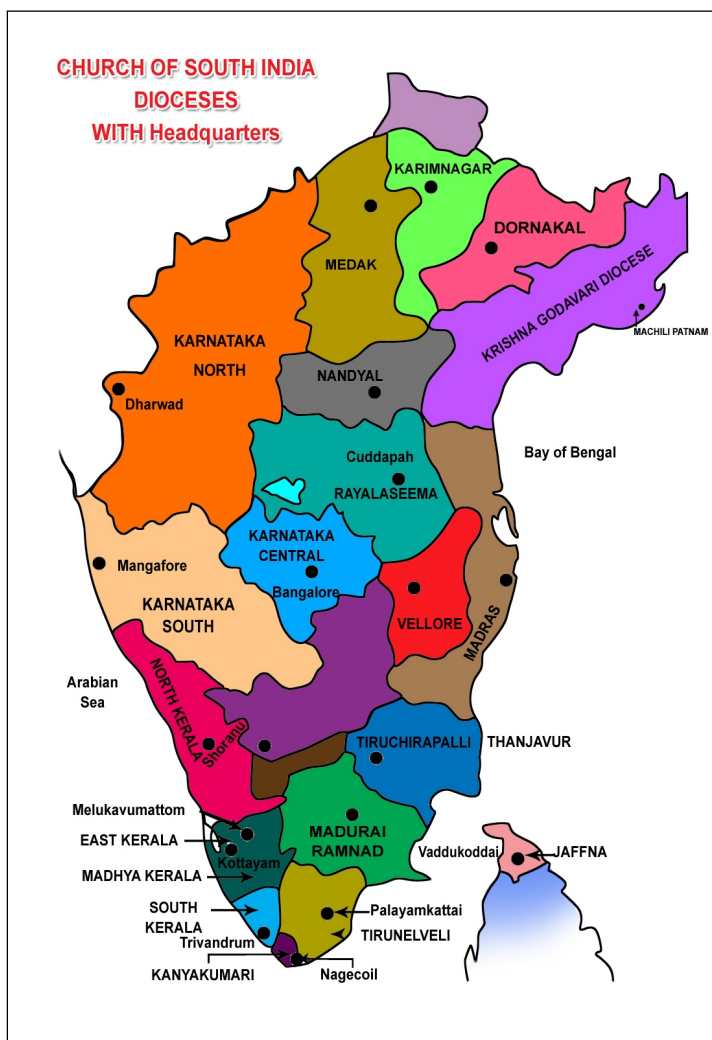 CHURCH OF SOUTH INDIA
DIOCESES
WITH Headquarters
KARIMNAGAR
DORNAKAL
MEDAK
KRISHNA GODAVARI DIOCESE
MACHILI PATNAM
KARNATAKA
NORTH
NANDYAL
Dharwad
Cuddapah
RAYALASEEMA
Bay of Bengal
KARNATAKA
CENTRAL
Bangalore
Mangafore
KARNATAKA
SOUTH
VELLORE
MADRAS
Arabian
Sea
NORTH KERALA
Shoranu
TIRUCHIRAPALLI
THANJAVUR
Melukavumattom
EAST KERALA
Kottayam
MADHYA KERALA
MADURAI
RAMNAD
Vaddukoddai
JAFFNA
SOUTH
KERALA
Trivandrum
KANYAKUMARI
Palayamkattai
TIRUNELVELI
Nagecoil